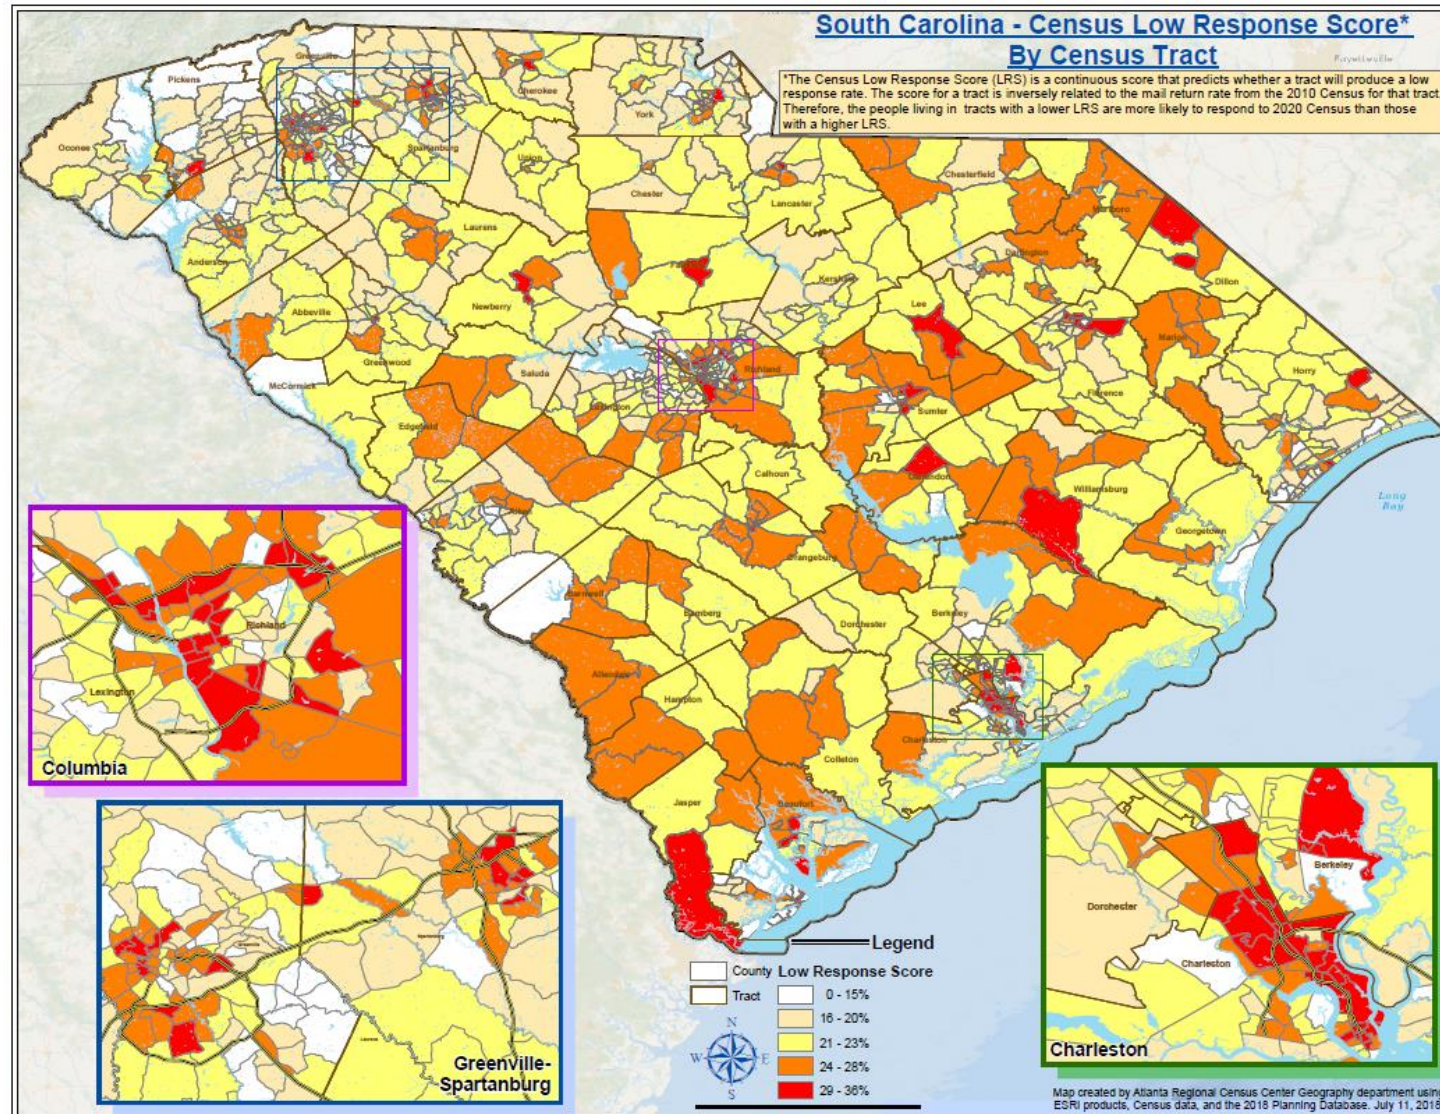 South Carolina - Census Low Response Score*
By Census Tract
*The Census Low Response Score (LRS) is a continuous score that predicts whether a tract will produce a low
response rate. The score for a tract is inversely related to the mail return rate from the 2010 Census for that tract.
Therefore, the people living in tracts with a lower LRS are more likely to respond to 2020 Census than those
with a higher LRS.
Fayetteville
Pickens
Greenville
Cherokee
York
Oconee
Spartanburg
Union
Chester
Lancaster
Chesterfield
Marlboro
Laurens
Anderson
Darlington
Dillon
Kershaw
Newberry
Lee
Abbeville
Marion
Greenwood
Saluda
Richland
Horry
McCormick
Florence
Lexington
Sumter
Edgefield
Calhoun
Clarendon
Williamsburg
Long
Bay
Aiken
Georgetown
Orangeburg
Barnwell
Bamberg
Berkeley
Dorchester
Allendale
Hampton
Charleston
Colleton
Jasper
Beaufort
Richland
Lexington
Columbia
Greenville
Spartanburg
Laurens
Greenville-
Spartanburg
Berkeley
Dorchester
Charleston
Charleston
Legend
County
Tract
Low Response Score
0 - 15%
16 - 20%
21 - 23%
24 - 28%
29 - 36%
N
W
E
S
Map created by Atlanta Regional Census Center Geography department using
ESRI products, Census data, and the 2018 Planning Database. July 11, 2018